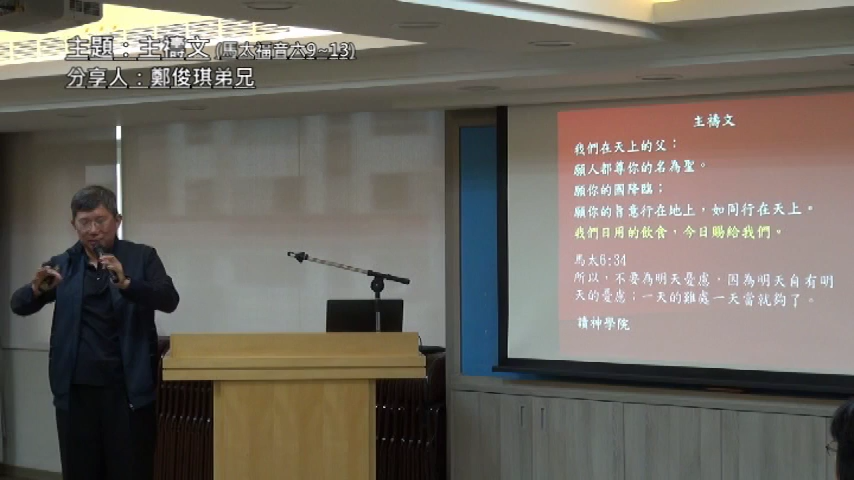 主題：主禱文 (馬太福音六9~13)
分享人：鄭俊琪弟兄
主禱文
我們在天上的父：
願人都尊你的名為聖。
願你的國降臨；
願你的旨意行在地上，如同行在天上。
我們日用的飲食，今日賜給我們。
馬太6:34
所以，不要為明天憂慮，因為明天自有明
天的憂慮；一天的難處一天當就夠了。
讀神學院